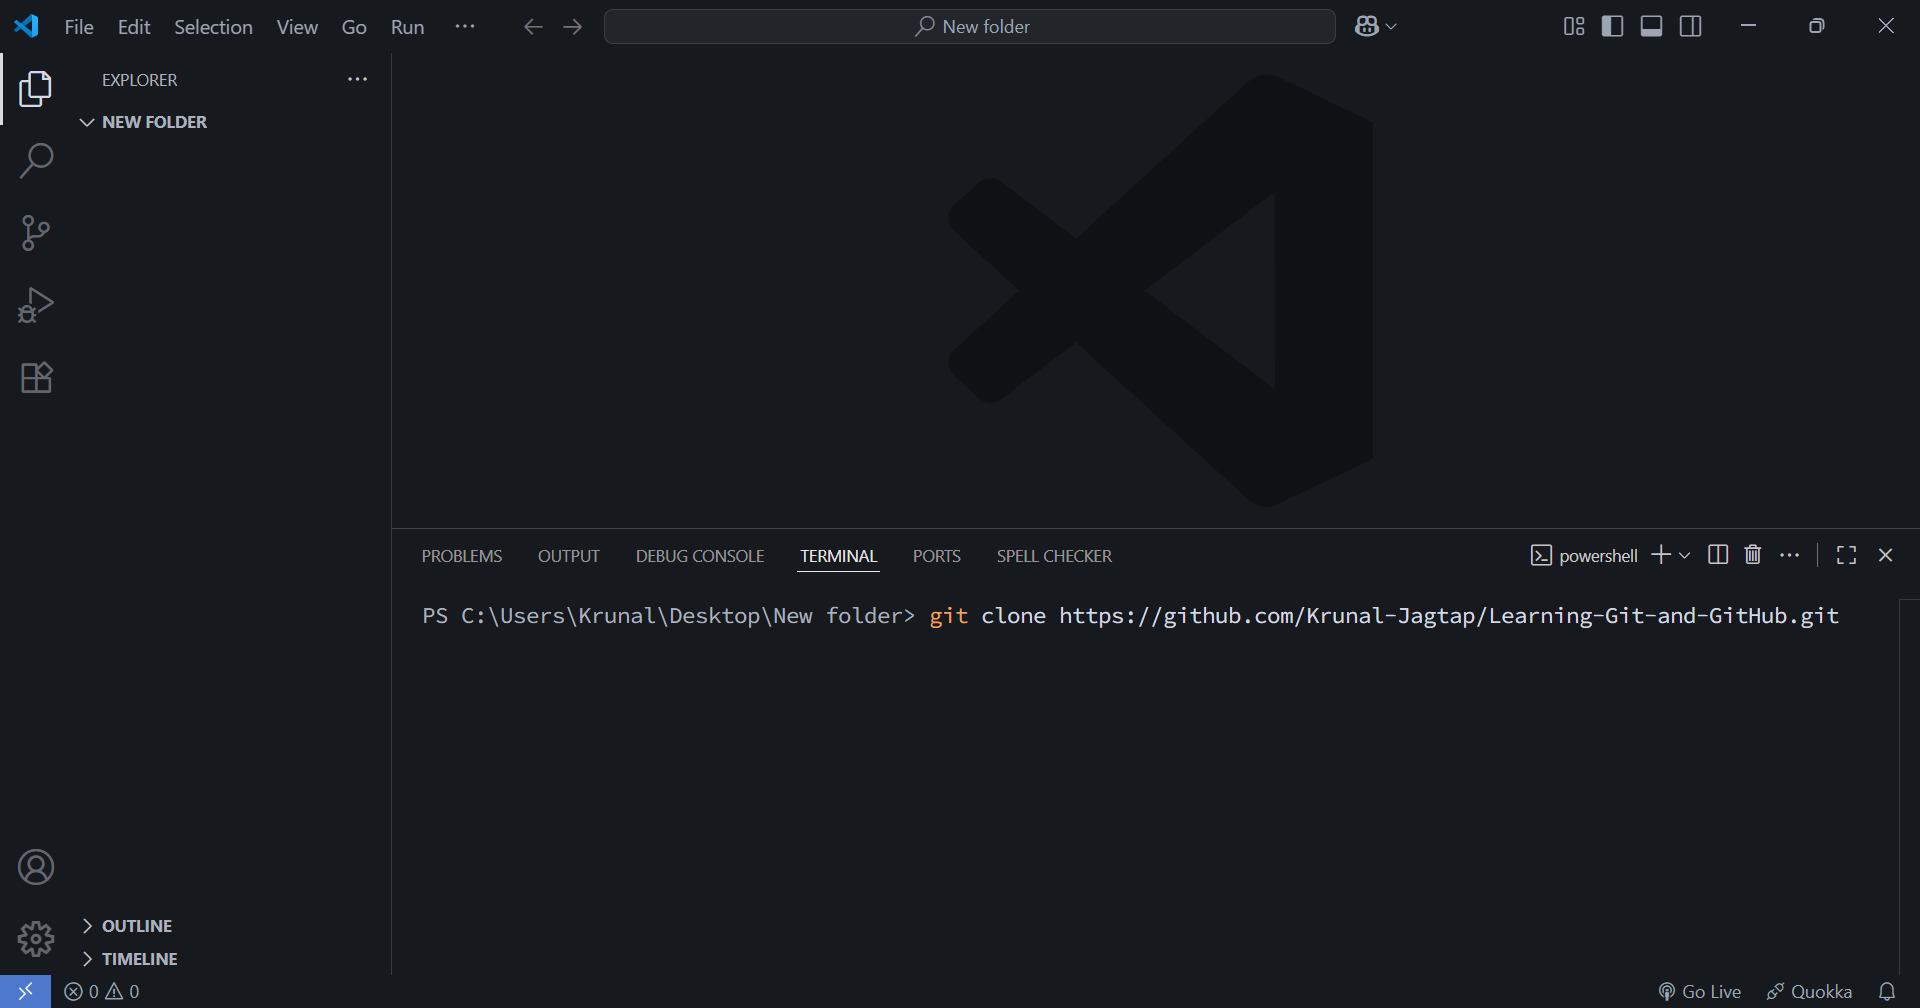 File Edit Selection View Go Run New folder
EXPLORER
NEW FOLDER
PROBLEMS OUTPUT DEBUG CONSOLE TERMINAL PORTS SPELL CHECKER powershell
PS C:\Users\Krunal\Desktop\New folder> git clone https://github.com/Krunal-Jagtap/Learning-Git-and-GitHub.git
OUTLINE
TIMELINE
0 0 Go Live Quokka